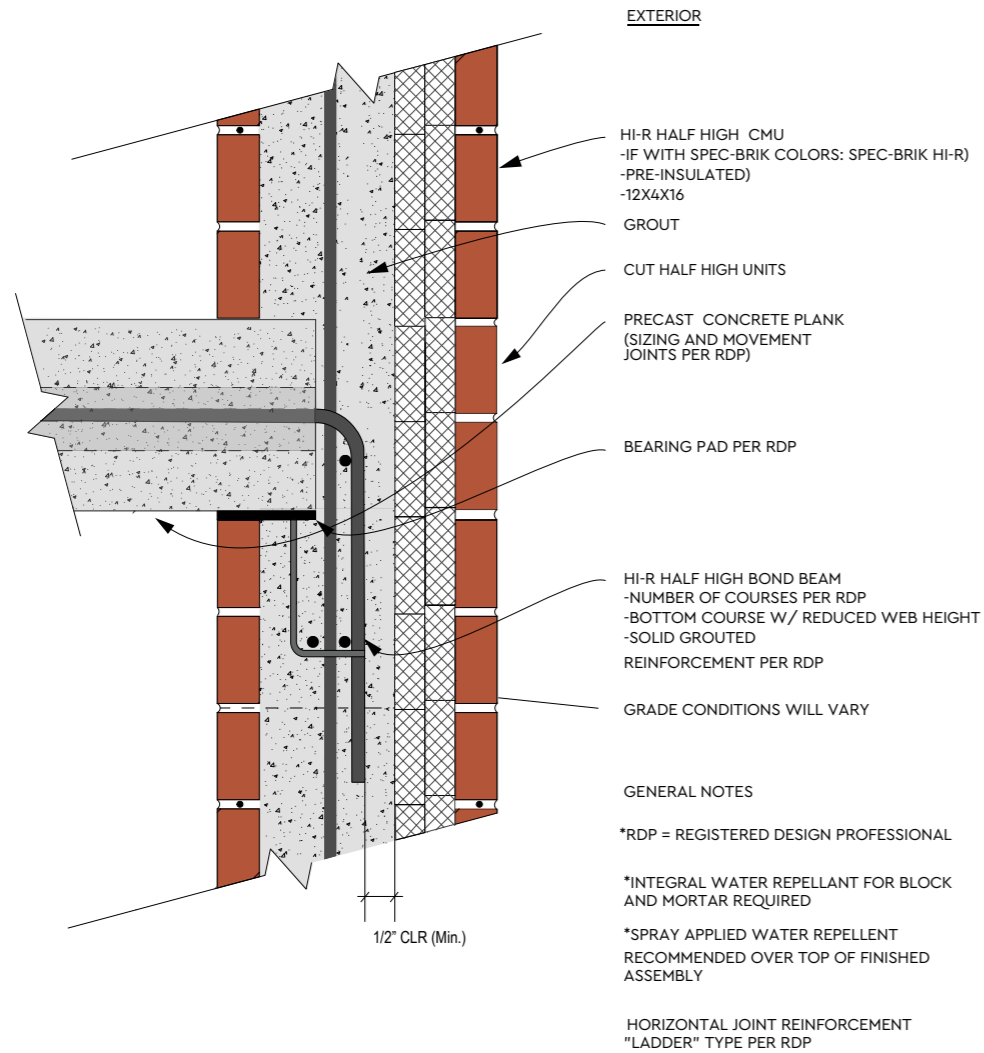 EXTERIOR
HI-R HALF HIGH CMU
-IF WITH SPEC-BRIK COLORS: SPEC-BRIK HI-R)
-PRE-INSULATED)
-12X4X16
GROUT
CUT HALF HIGH UNITS
PRECAST CONCRETE PLANK
(SIZING AND MOVEMENT
JOINTS PER RDP)
BEARING PAD PER RDP
HI-R HALF HIGH BOND BEAM
-NUMBER OF COURSES PER RDP
-BOTTOM COURSE W/ REDUCED WEB HEIGHT
-SOLID GROUTED
REINFORCEMENT PER RDP
GRADE CONDITIONS WILL VARY
GENERAL NOTES
*RDP = REGISTERED DESIGN PROFESSIONAL
*INTEGRAL WATER REPELLANT FOR BLOCK
AND MORTAR REQUIRED
*SPRAY APPLIED WATER REPELLENT
RECOMMENDED OVER TOP OF FINISHED
ASSEMBLY
HORIZONTAL JOINT REINFORCEMENT
"LADDER" TYPE PER RDP
1/2" CLR (Min.)